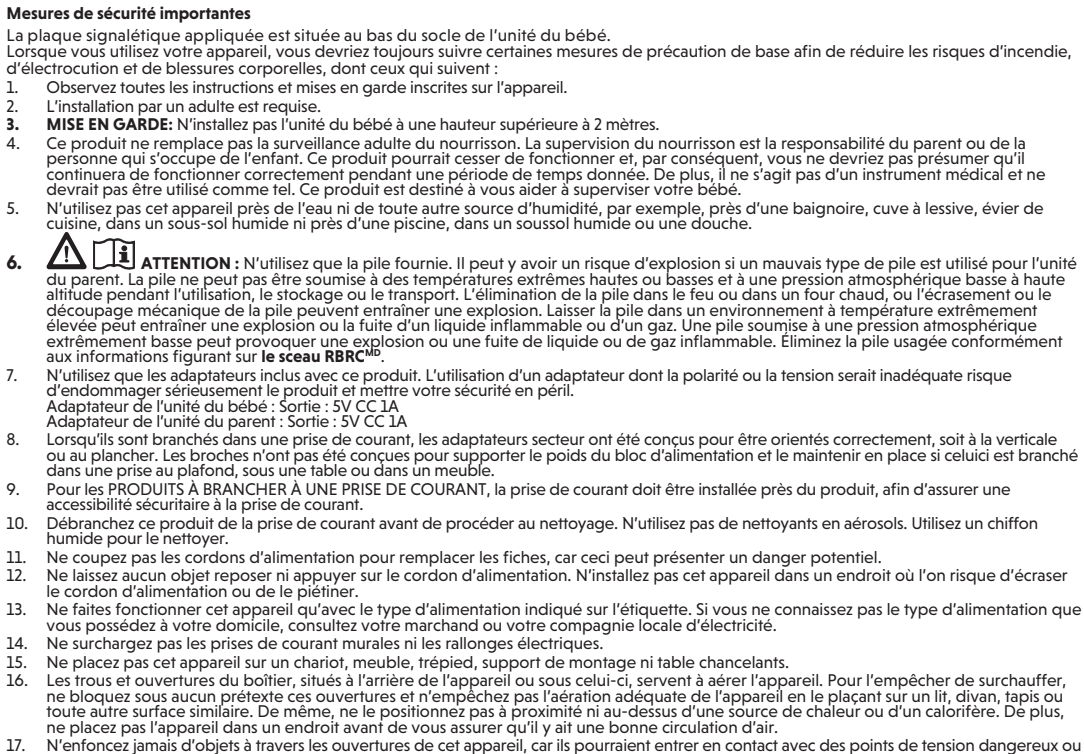 Mesures de sécurité importantes
La plaque signalétique appliquée est située au bas du socle de l'unité du bébé.
Lorsque vous utilisez votre appareil, vous devriez toujours suivre certaines mesures de précaution de base afin de réduire les risques d'incendie,
d'électrocution et de blessures corporelles, dont ceux qui suivent :
1. Observez toutes les instructions et mises en garde inscrites sur l'appareil.
2. L'installation par un adulte est requise.
3. MISE EN GARDE: N'installez pas l'unité du bébé à une hauteur supérieure à 2 mètres.
4. Ce produit ne remplace pas la surveillance adulte du nourrisson. La supervision du nourrisson est la responsabilité du parent ou de la
personne qui s'occupe de l'enfant. Ce produit pourrait cesser de fonctionner et, par conséquent, vous ne devriez pas présumer qu'il
continuera de fonctionner correctement pendant une période de temps donnée. De plus, il ne s'agit pas d'un instrument médical et ne
devrait pas être utilisé comme tel. Ce produit est destiné à vous aider à superviser votre bébé.
5. N'utilisez pas cet appareil près de l'eau ni de toute autre source d'humidité, par exemple, près d'une baignoire, cuve à lessive, évier de
cuisine, dans un sous-sol humide ni près d'une piscine, dans un soussol humide ou une douche.
6. ATTENTION : N'utilisez que la pile fournie. Il peut y avoir un risque d'explosion si un mauvais type de pile est utilisé pour l'unité
du parent. La pile ne peut pas être soumise à des températures extrêmes hautes ou basses et à une pression atmosphérique basse à haute
altitude pendant l'utilisation, le stockage ou le transport. L'élimination de la pile dans le feu ou dans un four chaud, ou l'écrasement ou le
découpage mécanique de la pile peuvent entraîner une explosion. Laisser la pile dans un environnement à température extrêmement
élevée peut entraîner une explosion ou la fuite d'un liquide inflammable ou d'un gaz. Une pile soumise à une pression atmosphérique
extrêmement basse peut provoquer une explosion ou une fuite de liquide ou de gaz inflammable. Éliminez la pile usagée conformément
aux informations figurant sur le sceau RBRCMD.
7. N'utilisez que les adaptateurs inclus avec ce produit. L'utilisation d'un adaptateur dont la polarité ou la tension serait inadéquate risque
d'endommager sérieusement le produit et mettre votre sécurité en péril.
Adaptateur de l'unité du bébé : Sortie : 5V CC 1A
Adaptateur de l'unité du parent : Sortie : 5V CC 1A
8. Lorsqu'ils sont branchés dans une prise de courant, les adaptateurs secteur ont été conçus pour être orientés correctement, soit à la verticale
ou au plancher. Les broches n'ont pas été conçues pour supporter le poids du bloc d'alimentation et le maintenir en place si celuici est branché
dans une prise au plafond, sous une table ou dans un meuble.
9. Pour les PRODUITS À BRANCHER À UNE PRISE DE COURANT, la prise de courant doit être installée près du produit, afin d'assurer une
accessibilité sécuritaire à la prise de courant.
10. Débranchez ce produit de la prise de courant avant de procéder au nettoyage. N'utilisez pas de nettoyants en aérosols. Utilisez un chiffon
humide pour le nettoyer.
11. Ne coupez pas les cordons d'alimentation pour remplacer les fiches, car ceci peut présenter un danger potentiel.
12. Ne laissez aucun objet reposer ni appuyer sur le cordon d'alimentation. N'installez pas cet appareil dans un endroit où l'on risque d'écraser
le cordon d'alimentation ou de le piétiner.
13. Ne faites fonctionner cet appareil qu'avec le type d'alimentation indiqué sur l'étiquette. Si vous ne connaissez pas le type d'alimentation que
vous possédez à votre domicile, consultez votre marchand ou votre compagnie locale d'électricité.
14. Ne surchargez pas les prises de courant murales ni les rallonges électriques.
15. Ne placez pas cet appareil sur un chariot, meuble, trépied, support de montage ni table chancelants.
16. Les trous et ouvertures du boîtier, situés à l'arrière de l'appareil ou sous celui-ci, servent à aérer l'appareil. Pour l'empêcher de surchauffer,
ne bloquez sous aucun prétexte ces ouvertures et n'empêchez pas l'aération adéquate de l'appareil en le plaçant sur un lit, divan, tapis ou
toute autre surface similaire. De même, ne le positionnez pas à proximité ni au-dessus d'une source de chaleur ou d'un calorifère. De plus,
ne placez pas l'appareil dans un endroit avant de vous assurer qu'il y ait une bonne circulation d'air.
17. N'enfoncez jamais d'objets à travers les ouvertures de cet appareil, car ils pourraient entrer en contact avec des points de tension dangereux ou